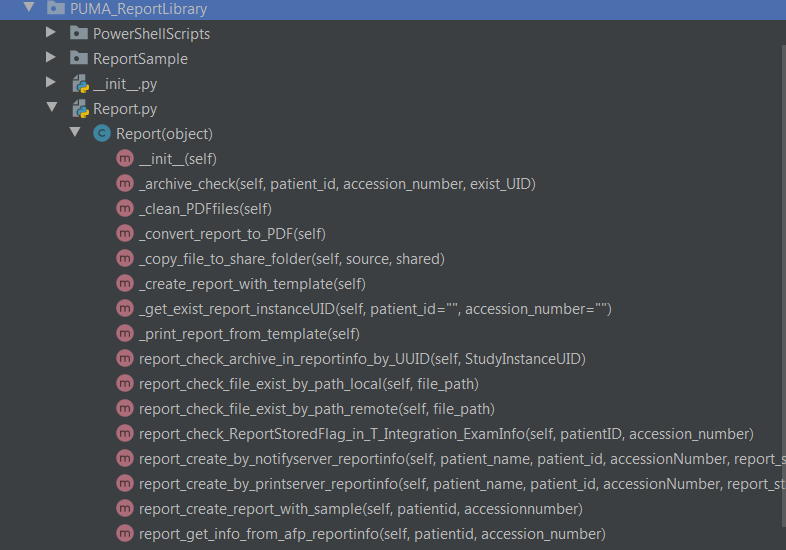 PUMA_ReportLibrary
PowerShellScripts
ReportSample
__init__.py
Report.py
C Report(object)
m __init__(self)
m _archive_check(self, patient_id, accession_number, exist_UID)
m _clean_PDFfiles(self)
m _convert_report_to_PDF(self)
m _copy_file_to_share_folder(self, source, shared)
m _create_report_with_template(self)
m _get_exist_report_instanceUID(self, patient_id="", accession_number="")
m _print_report_from_template(self)
m report_check_archive_in_reportinfo_by_UUID(self, StudyInstanceUID)
m report_check_file_exist_by_path_local(self, file_path)
m report_check_file_exist_by_path_remote(self, file_path)
m report_check_ReportStoredFlag_in_T_Integration_ExamInfo(self, patientID, accession_number)
m report_create_by_notifyserver_reportinfo(self, patient_name, patient_id, accessionNumber, report_s
m report_create_by_printserver_reportinfo(self, patient_name, patient_id, accessionNumber, report_st
m report_create_report_with_sample(self, patientid, accessionnumber)
m report_get_info_from_afp_reportinfo(self, patientid, accession_number)